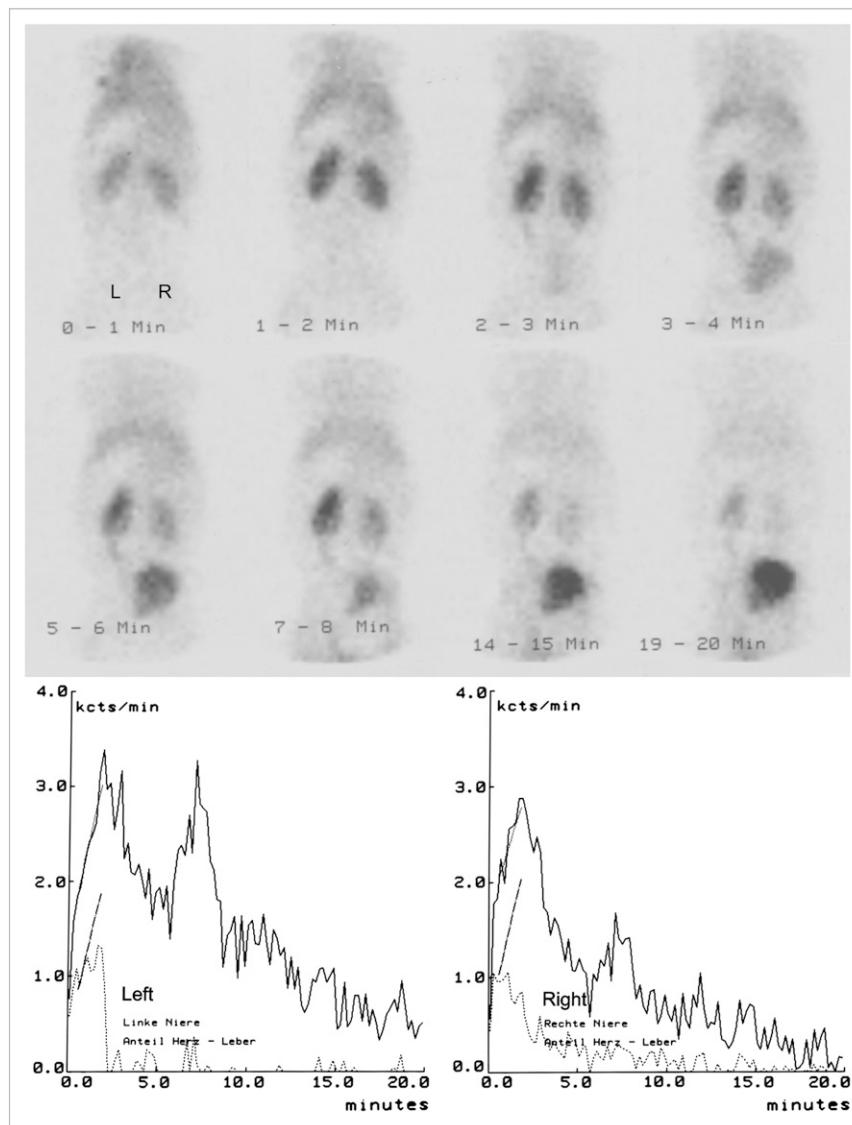 L R
0 - 1 Min
1 - 2 Min
2 - 3 Min
3 - 4 Min
5 - 6 Min
7 - 8 Min
14 - 15 Min
19 - 20 Min
4.0
kcts/min
3.0
2.0
1.0
0.0
Left
Linke Niere
Anteil Herz - Leber
0.0 5.0 10.0 15.0 20.0
minutes
4.0
kcts/min
3.0
2.0
1.0
0.0
Right
Rechte Niere
Anteil Herz - Leber
0.0 5.0 10.0 15.0 20.0
minutes